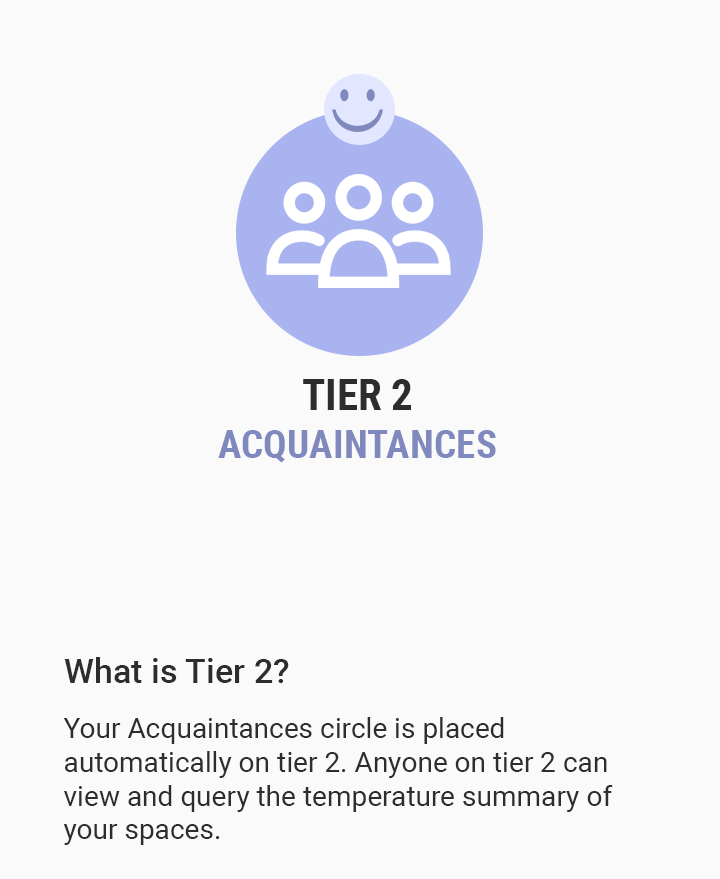 TIER 2
ACQUAINTANCES
What is Tier 2?
Your Acquaintances circle is placed
automatically on tier 2. Anyone on tier 2 can
view and query the temperature summary of
your spaces.